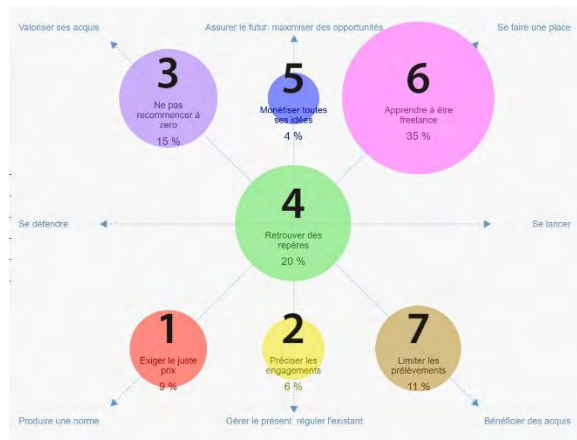 Valoriser ses acquis
Assurer le futur: maximiser des opportunités
Se faire une place
3
Ne pas
recommencer à
zero
15 %
5
Monétiser toutes
ses idées
4 %
6
Apprendre à être
freelance
35 %
Se défendre
4
Retrouver des
repères
20 %
Se lancer
1
Exiger le juste
prix
9 %
2
Préciser les
engagements
6 %
7
Limiter les
prélèvements
11 %
Produire une norme
Gérer le présent: réguler l'existant
Bénéficier des acquis